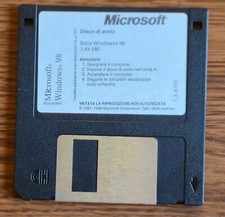 Microsoft
Disco di avvio
Serie Windows 98
1,44 MB
Istruzioni:
1. Spegnere il computer.
2. Inserire il disco di avvio nell'unità A.
3. Accendere il computer.
4. Seguire le istruzioni visualizzate
sullo schermo.
VIETATA LA RIPRODUZIONE NON AUTORIZZATA
Microsoft
Windows 98